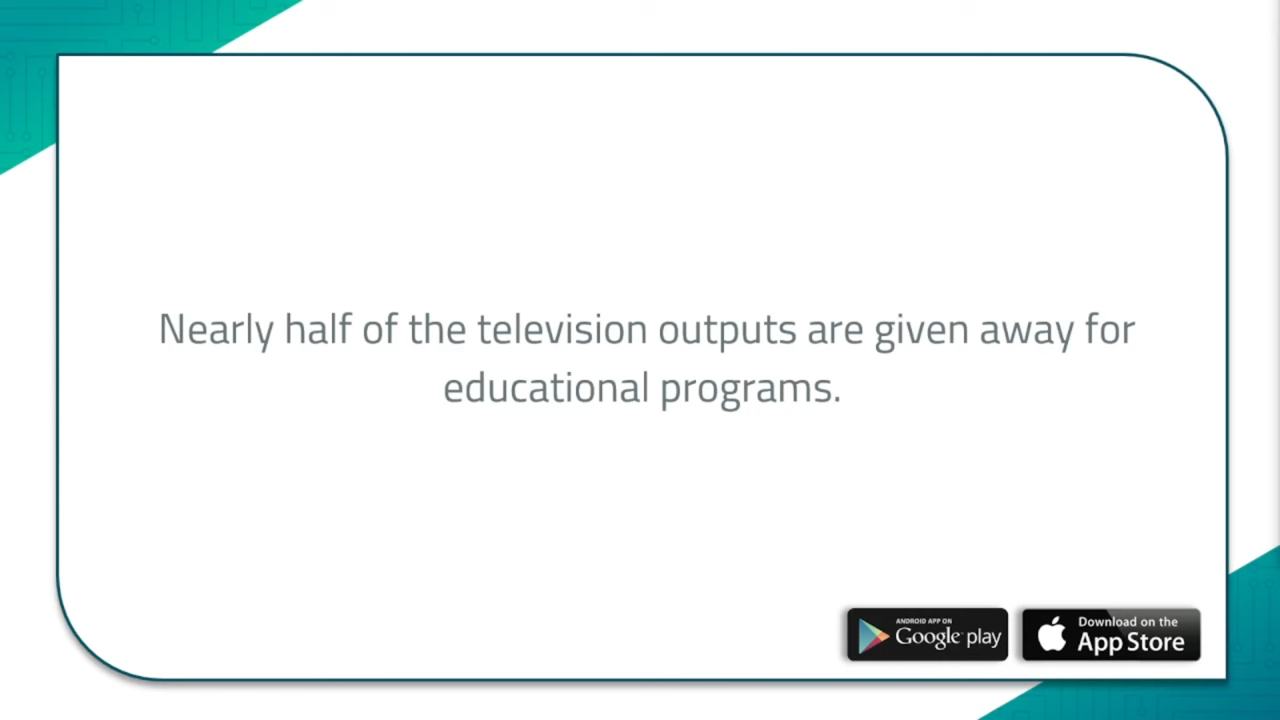 Nearly half of the television outputs are given away for
educational programs.
ANDROID APP ON
Google play
Download on the
App Store